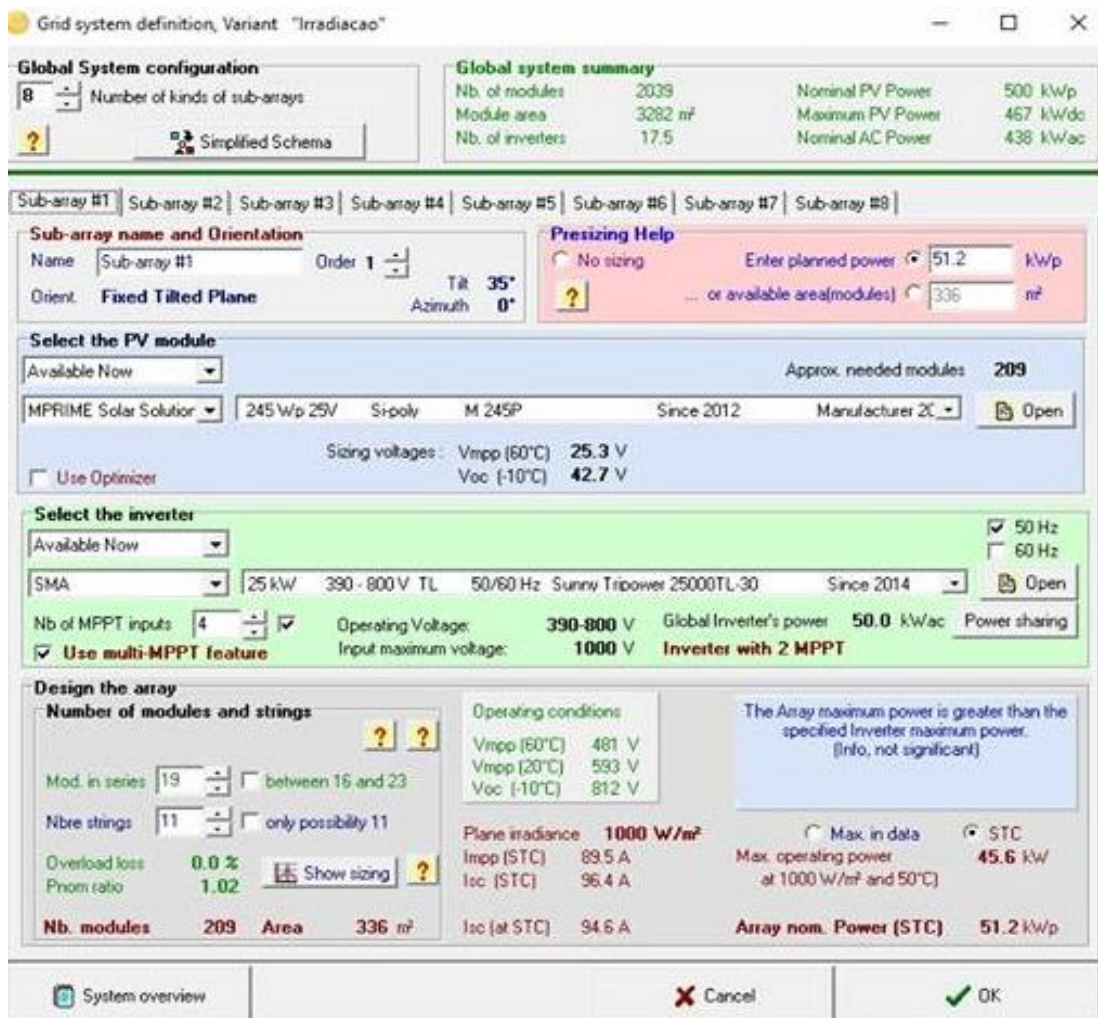 Grid system definition, Variant "Irradiacao"
Global System configuration
8 Number of kinds of sub-arrays
? Simplified Schema
Global system summary
Nb. of modules 2039 Nominal PV Power 500 kWp
Module area 3282 m² Maximum PV Power 467 kWdc
Nb. of inverters 17.5 Nominal AC Power 438 kWac
Sub-array #1 Sub-array #2 Sub-array #3 Sub-array #4 Sub-array #5 Sub-array #6 Sub-array #7 Sub-array #8
Sub-array name and Orientation
Name Sub-array #1 Order 1
Orient. Fixed Tilted Plane Tilt 35°
Azimuth 0°
Presizing Help
No sizing Enter planned power 51.2 kWp
? ... or available area(modules) 336 m²
Select the PV module
Available Now Approx. needed modules 209
MPRIME Solar Solution 245 Wp 25V Si-poly M 245P Since 2012 Manufacturer 20 Open
Sizing voltages : Vmpp (60°C) 25.3 V
Use Optimizer Voc (-10°C) 42.7 V
Select the inverter
Available Now 50 Hz
60 Hz
SMA 25 kW 390 - 800 V TL 50/60 Hz Sunny Tripower 25000TL-30 Since 2014 Open
Nb of MPPT inputs 4 Operating Voltage: 390-800 V Global Inverter's power 50.0 kWac Power sharing
Use multi-MPPT feature Input maximum voltage: 1000 V Inverter with 2 MPPT
Design the array
Number of modules and strings
? ?
Mod. in series 19 between 16 and 23
Nbre strings 11 only possibility 11
Overload loss 0.0 %
Pnom ratio 1.02 Show sizing ?
Nb. modules 209 Area 336 m²
Operating conditions
Vmpp (60°C) 481 V
Vmpp (20°C) 593 V
Voc (-10°C) 812 V
The Array maximum power is greater than the
specified Inverter maximum power.
(Info, not significant)
Plane irradiance 1000 W/m² Max. in data STC
Impp (STC) 89.5 A Max. operating power 45.6 kW
Isc (STC) 96.4 A at 1000 W/m² and 50°C)
Isc (at STC) 94.6 A Array nom. Power (STC) 51.2 kWp
System overview Cancel OK